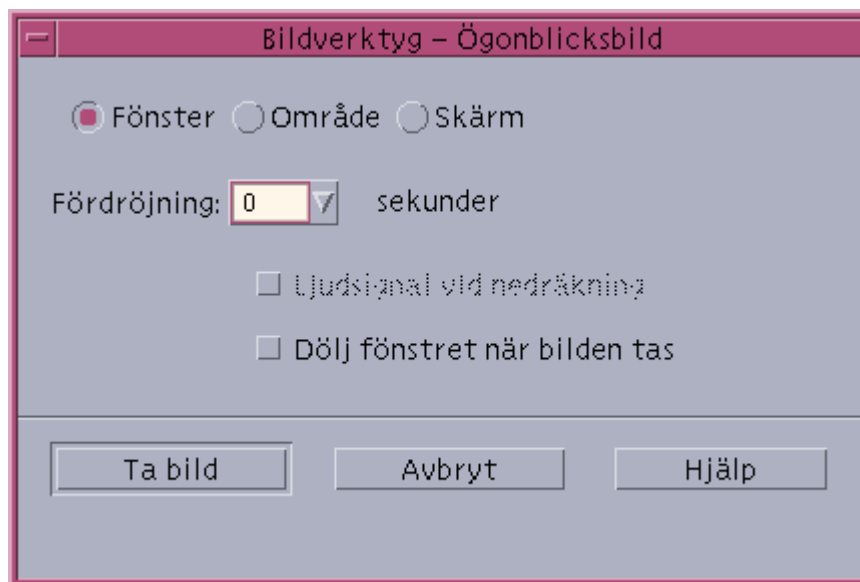 Bildverktyg – Ögonblicksbild
Fönster Område Skärm
Fördröjning: 0 sekunder
Ljudsignal vid nedräkning
Dölj fönstret när bilden tas
Ta bild Avbryt Hjälp